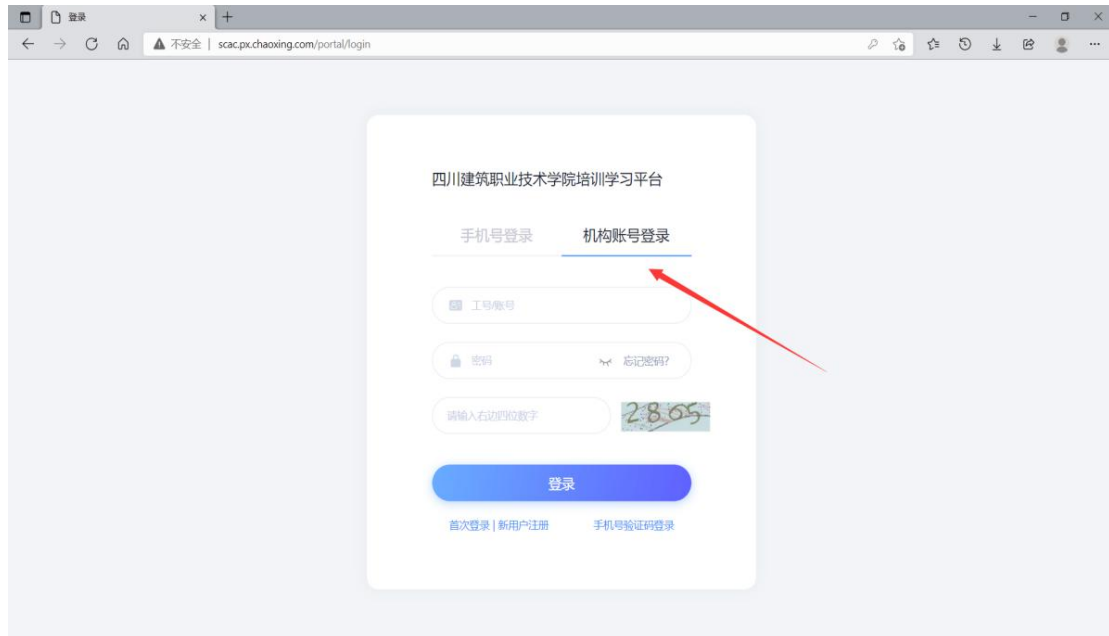 登录
不安全 | scac.px.chaoxing.com/portal/login
四川建筑职业技术学院培训学习平台
手机号登录 机构账号登录
工号/账号
密码 忘记密码?
请输入右边四位数字 2865
登录
首次登录 | 新用户注册 手机号验证码登录